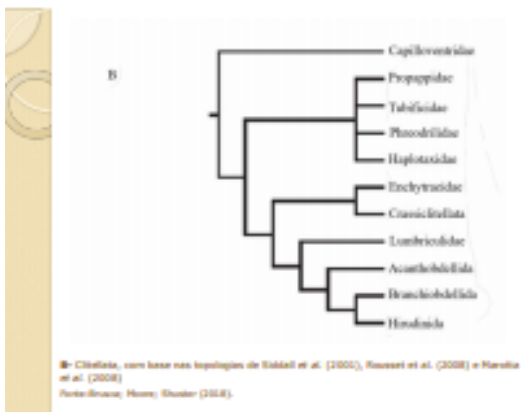 Capilloventridae
B
Propappidae
Tubificidae
Phreodrilidae
Haplotaxidae
Enchytraeidae
Crassiclitellata
Lumbriculidae
Acanthobdellida
Branchiobdellida
Hirudinida
B- Clitellata, com base nas topologias de Siddall et al. (2001), Rousset et al. (2008) e Marotta
et al. (2008)
Fonte: Brusca; Moore; Shuster (2018).